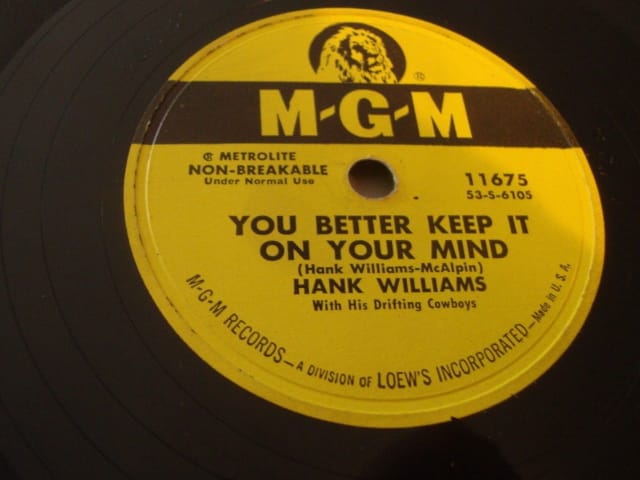 ®
M-G-M
® METROLITE
NON-BREAKABLE
Under Normal Use
11675
53-S-6105
YOU BETTER KEEP IT
ON YOUR MIND
(Hank Williams-McAlpin)
HANK WILLIAMS
With His Drifting Cowboys
M-G-M RECORDS—A DIVISION OF LOEW'S INCORPORATED—Made in U. S. A.